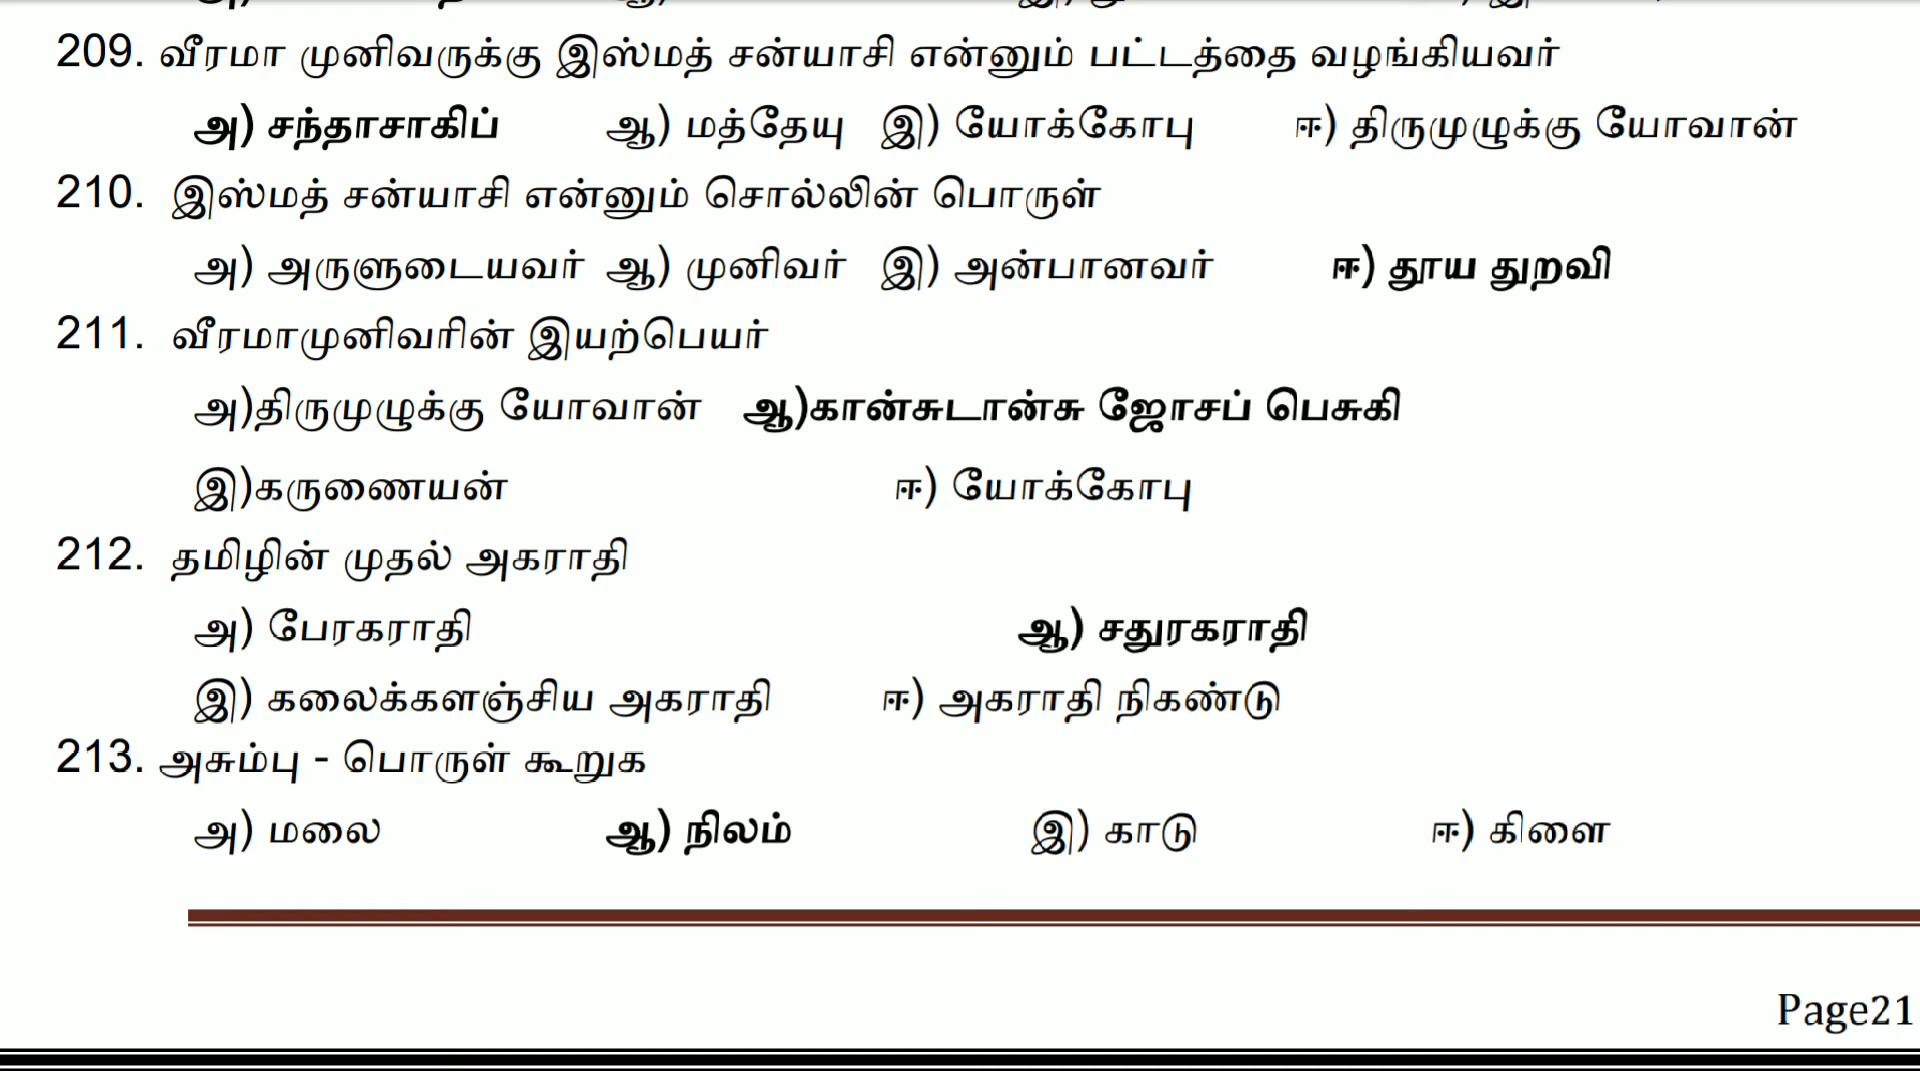 209. வீரமா முனிவருக்கு இஸ்மத் சன்யாசி என்னும் பட்டத்தை வழங்கியவர்
அ) சந்தாசாகிப் ஆ) மத்தேயு இ) யோக்கோபு ஈ) திருமுழுக்கு யோவான்
210. இஸ்மத் சன்யாசி என்னும் சொல்லின் பொருள்
அ) அருளுடையவர் ஆ) முனிவர் இ) அன்பானவர் ஈ) தூய துறவி
211. வீரமாமுனிவரின் இயற்பெயர்
அ)திருமுழுக்கு யோவான் ஆ)கான்சுடான்சு ஜோசப் பெசுகி
இ)கருணையன் ஈ) யோக்கோபு
212. தமிழின் முதல் அகராதி
அ) பேரகராதி ஆ) சதுரகராதி
இ) கலைக்களஞ்சிய அகராதி ஈ) அகராதி நிகண்டு
213. அசும்பு - பொருள் கூறுக
அ) மலை ஆ) நிலம் இ) காடு ஈ) கிளை
Page21